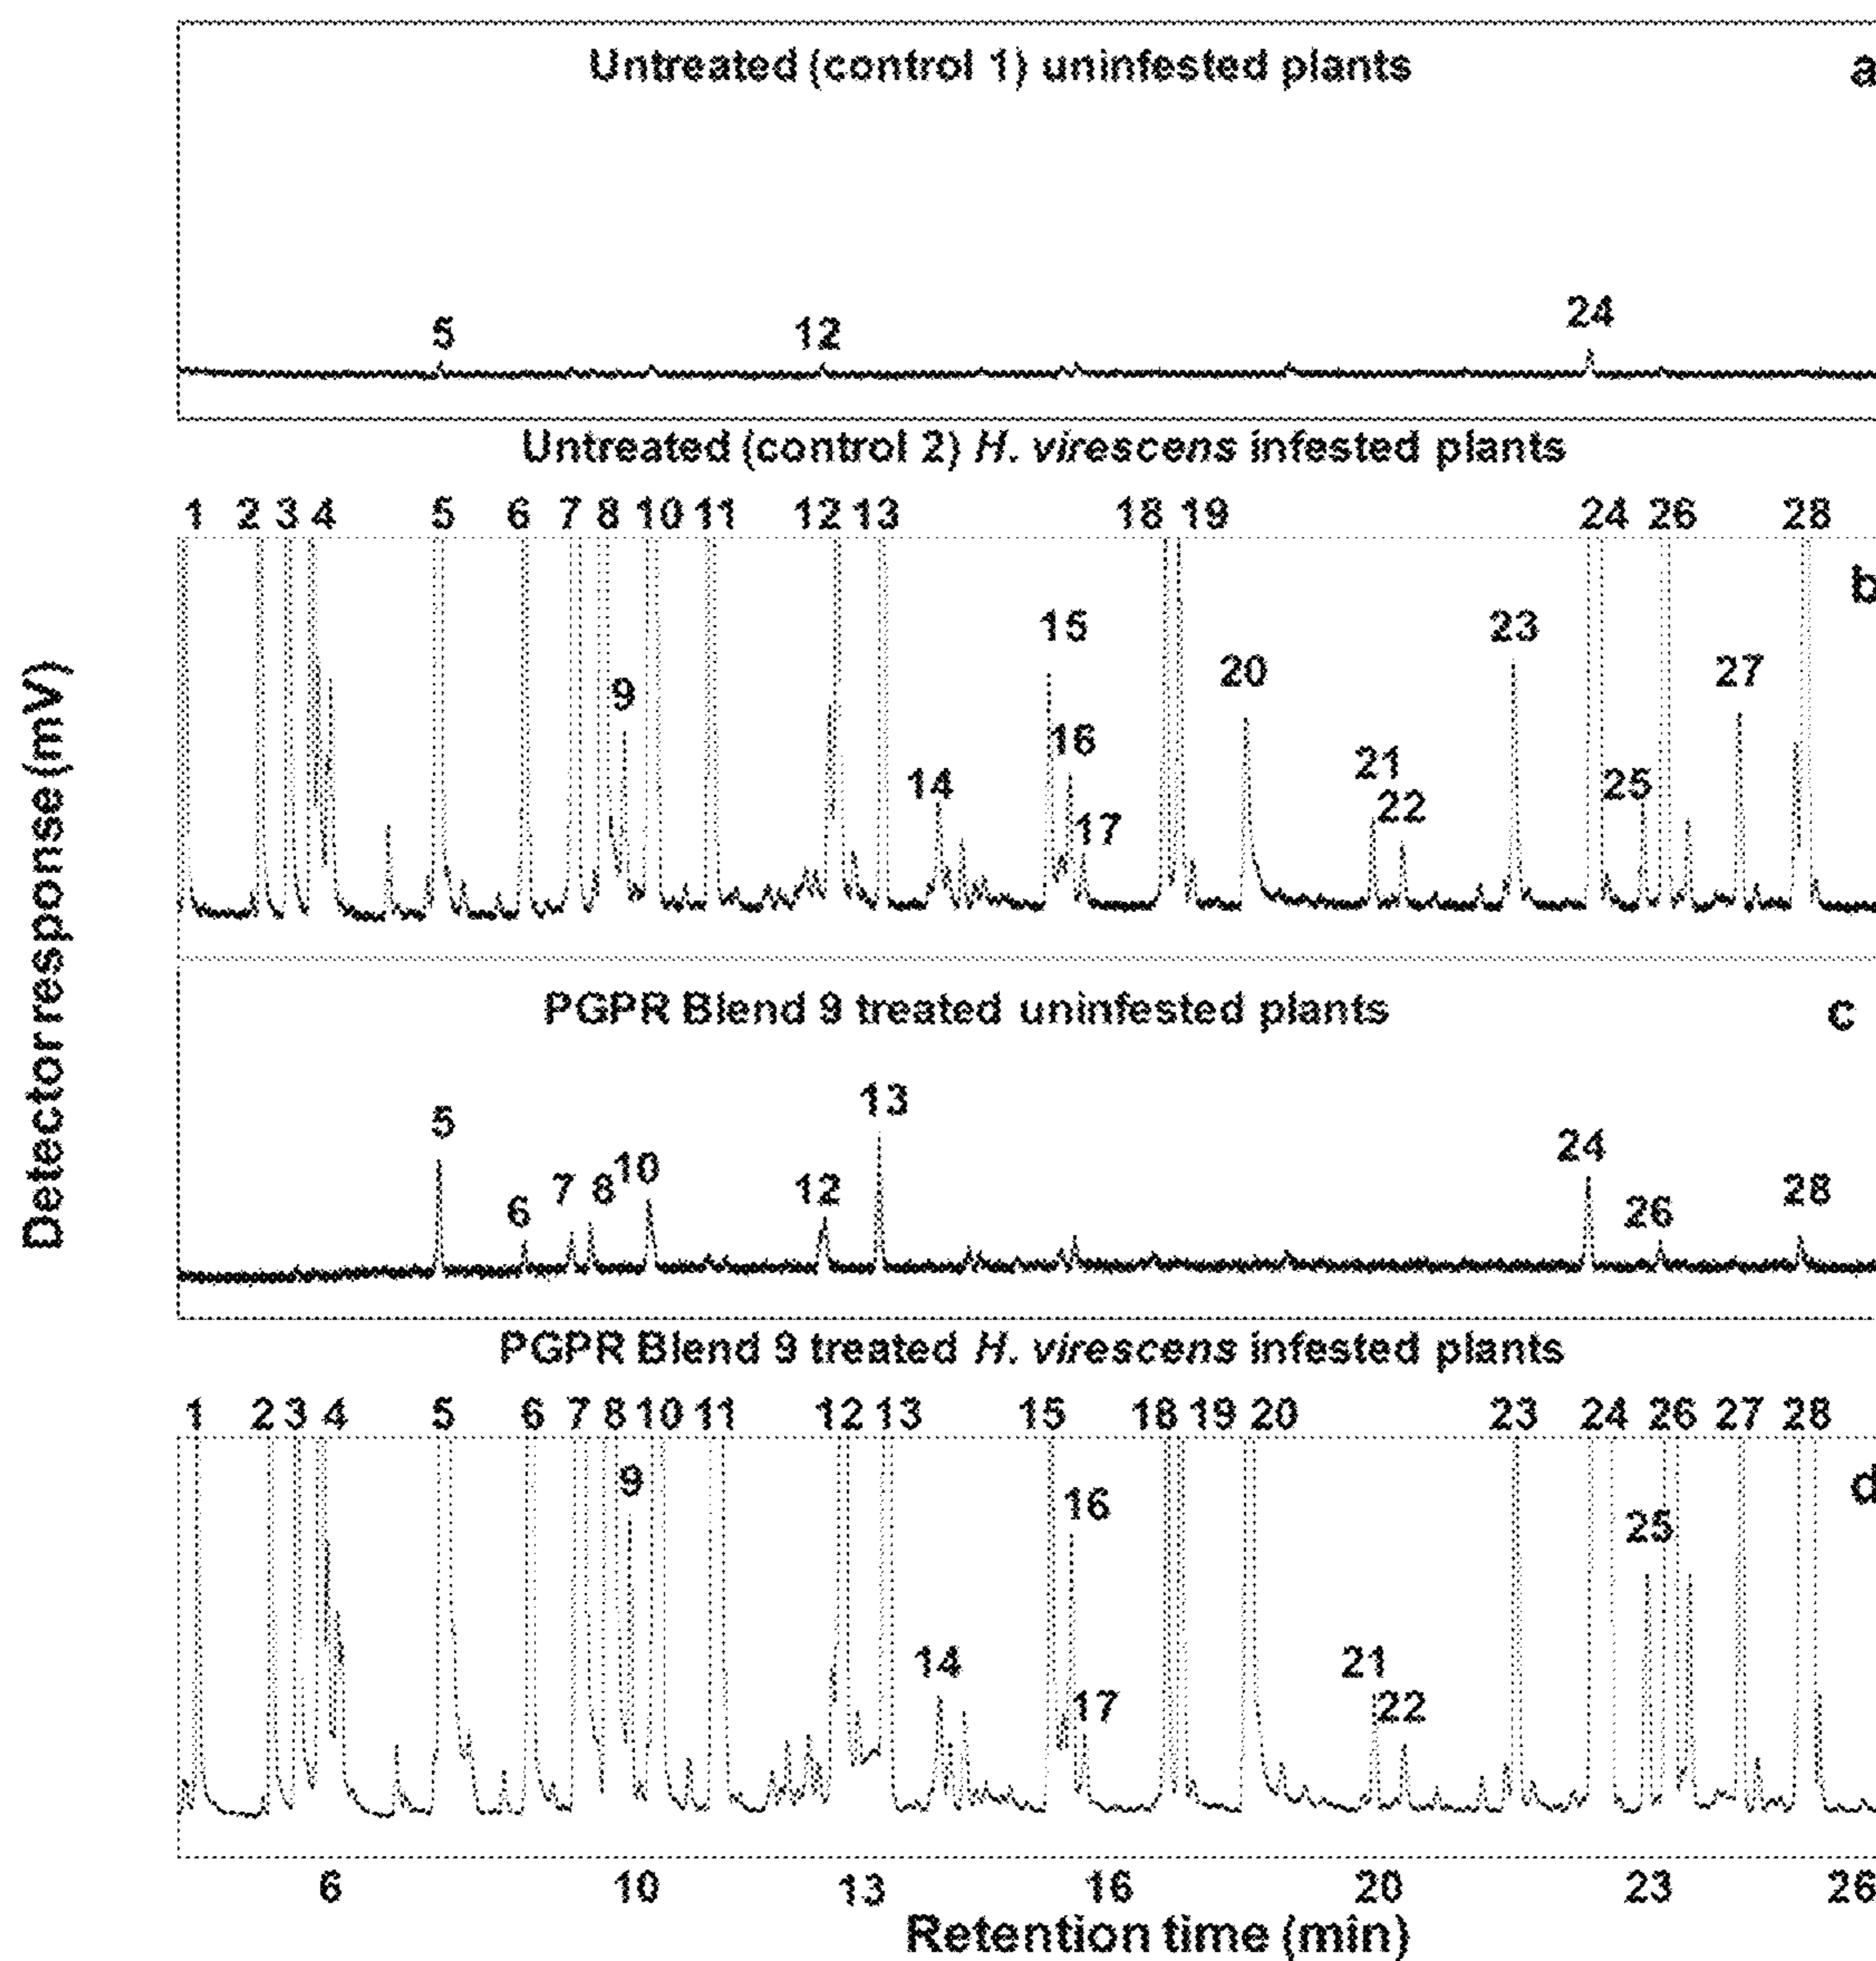 Untreated (control 1) uninfested plants
a
5 12 24
Untreated (control 2) H. virescens infested plants
1 2 3 4 5 6 7 8 10 11 12 13 18 19 24 26 28
b
15 23
20 27
9
16
21
14 25
22
17
Detector response (mV)
PGPR Blend 9 treated uninfested plants
c
13
5
24
10
7 8 12 28
6 26
PGPR Blend 9 treated H. virescens infested plants
1 2 3 4 5 6 7 8 10 11 12 13 15 18 19 20 23 24 26 27 28
9
d
16
25
14 21
17 22
6 10 13 16 20 23 26
Retention time (min)